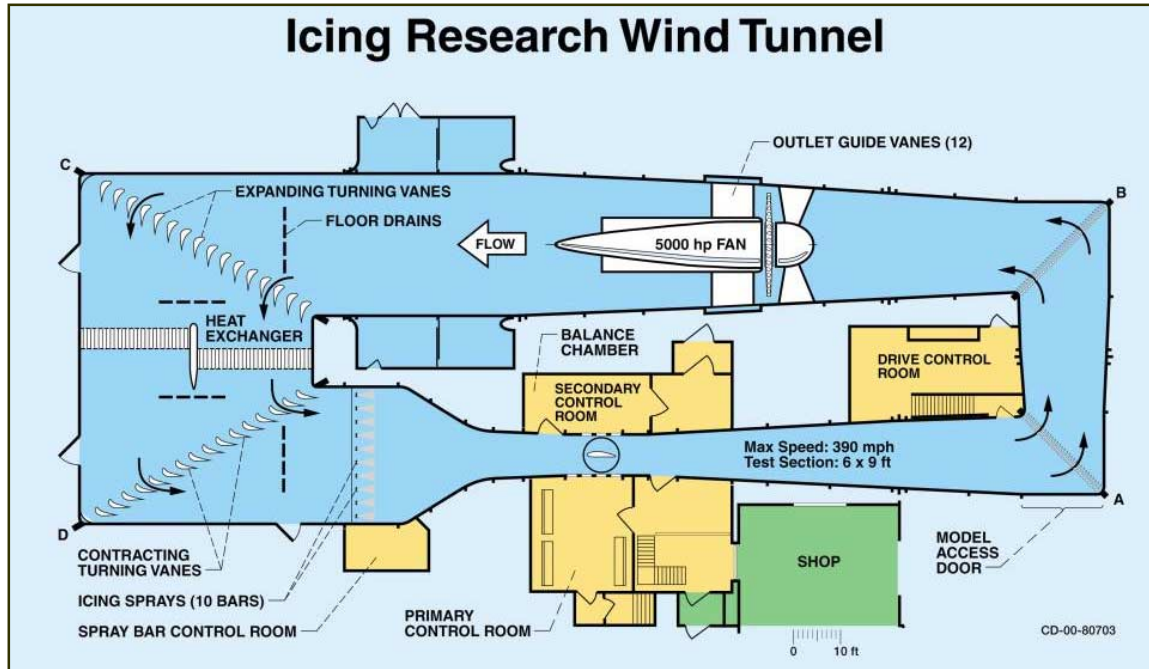 Icing Research Wind Tunnel
OUTLET GUIDE VANES (12)
C
B
EXPANDING TURNING VANES
FLOOR DRAINS
FLOW
5000 hp FAN
HEAT
EXCHANGER
BALANCE
CHAMBER
DRIVE CONTROL
ROOM
SECONDARY
CONTROL
ROOM
Max Speed: 390 mph
Test Section: 6 x 9 ft
A
D
CONTRACTING
TURNING VANES
ICING SPRAYS (10 BARS)
SPRAY BAR CONTROL ROOM
PRIMARY
CONTROL ROOM
SHOP
MODEL
ACCESS
DOOR
0 10 ft
CD-00-80703